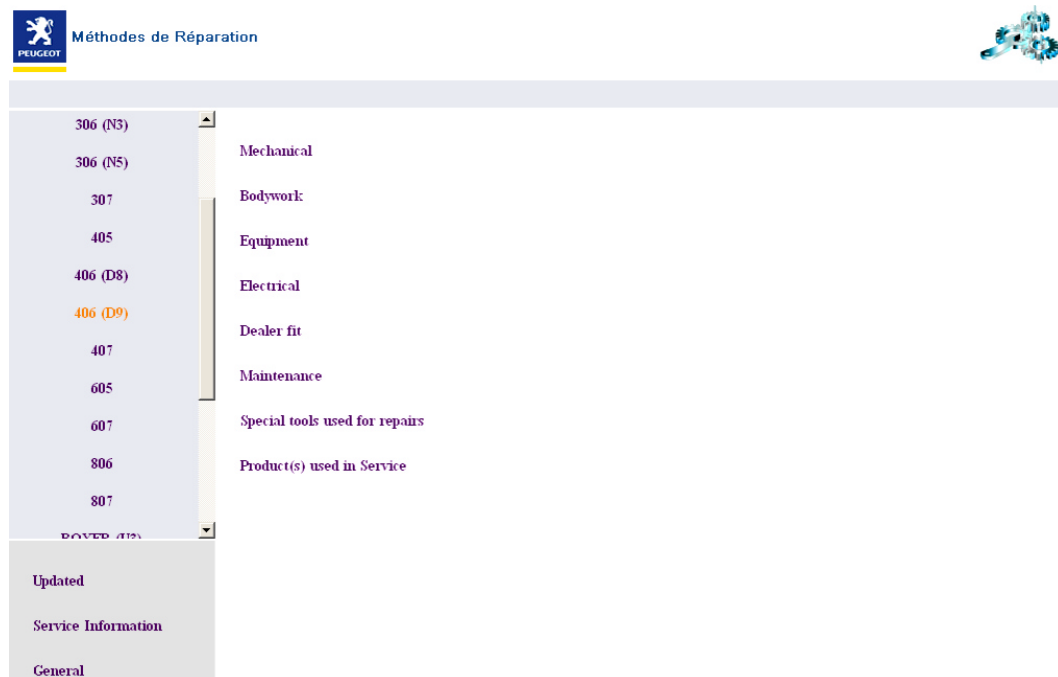 PEUGEOT
Méthodes de Réparation
306 (N3)
306 (N5)
307
405
406 (D8)
406 (D9)
407
605
607
806
807
BOXER (U3)
Updated
Service Information
General
Mechanical
Bodywork
Equipment
Electrical
Dealer fit
Maintenance
Special tools used for repairs
Product(s) used in Service